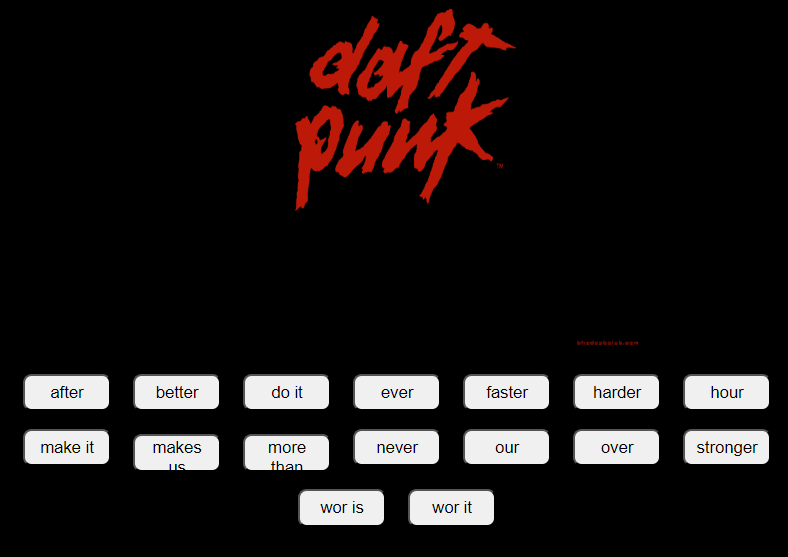 daft
punk
TM
after better do it ever faster harder hour
make it makes us more than never our over stronger
wor is wor it